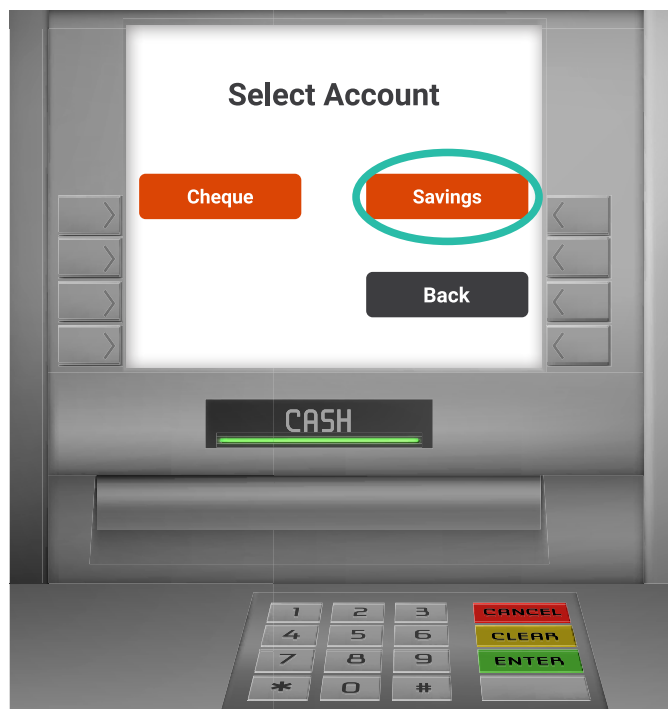 Select Account
Cheque Savings
Back
CASH
1 2 3 CANCEL
4 5 6 CLEAR
7 8 9 ENTER
* 0 #